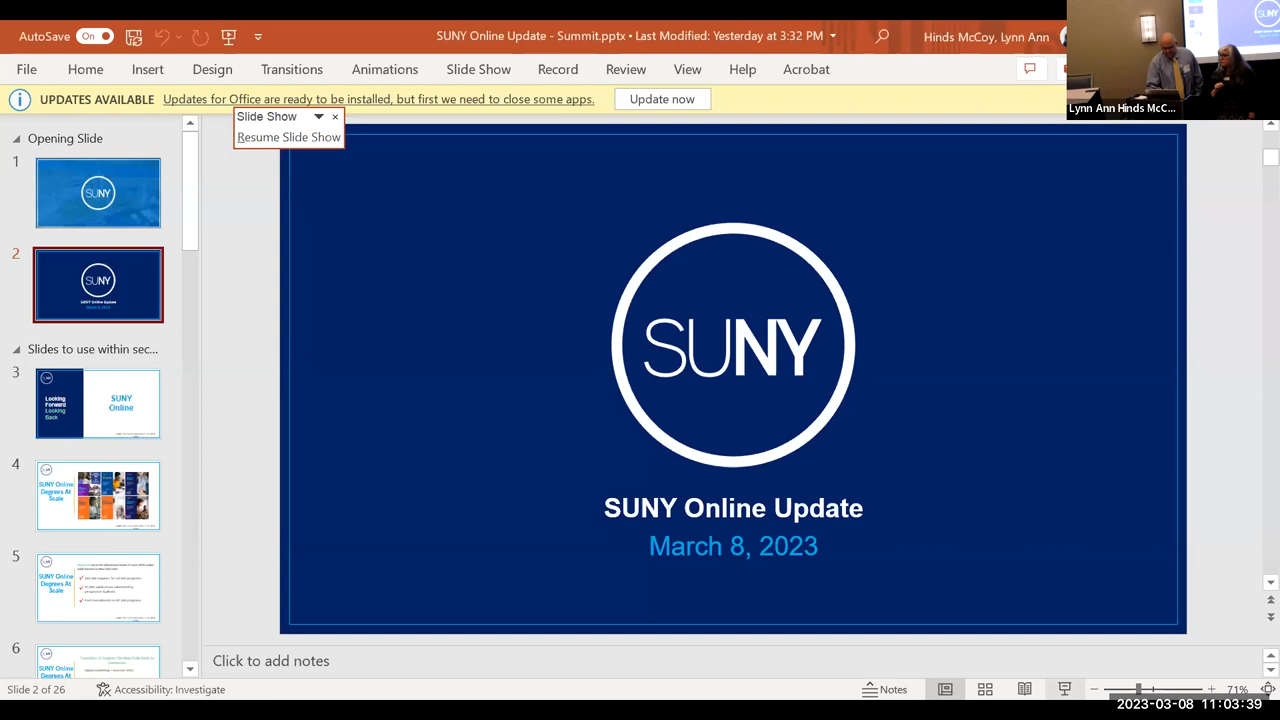 AutoSave On
SUNY Online Update - Summit.pptx • Last Modified: Yesterday at 3:32 PM
Hinds McCoy, Lynn Ann
SUNY
Lynn Ann Hinds McC...
File Home Insert Design Transitions Animations Slide Show Record Review View Help Acrobat
UPDATES AVAILABLE Updates for Office are ready to be installed, but first we need to close some apps. Update now
Slide Show
Resume Slide Show
Opening Slide
1
SUNY
2
SUNY
SUNY Online Update
March 8, 2023
Slides to use within sec...
3
Looking
Forward
Looking
Back
SUNY
Online
4
SUNY Online
Degrees At
Scale
5
SUNY Online
Degrees At
Scale
6
SUNY Online
Degrees At
SUNY
SUNY Online Update
March 8, 2023
Click to add notes
Slide 2 of 26
Accessibility: Investigate
Notes
71%
2023-03-08 11:03:39